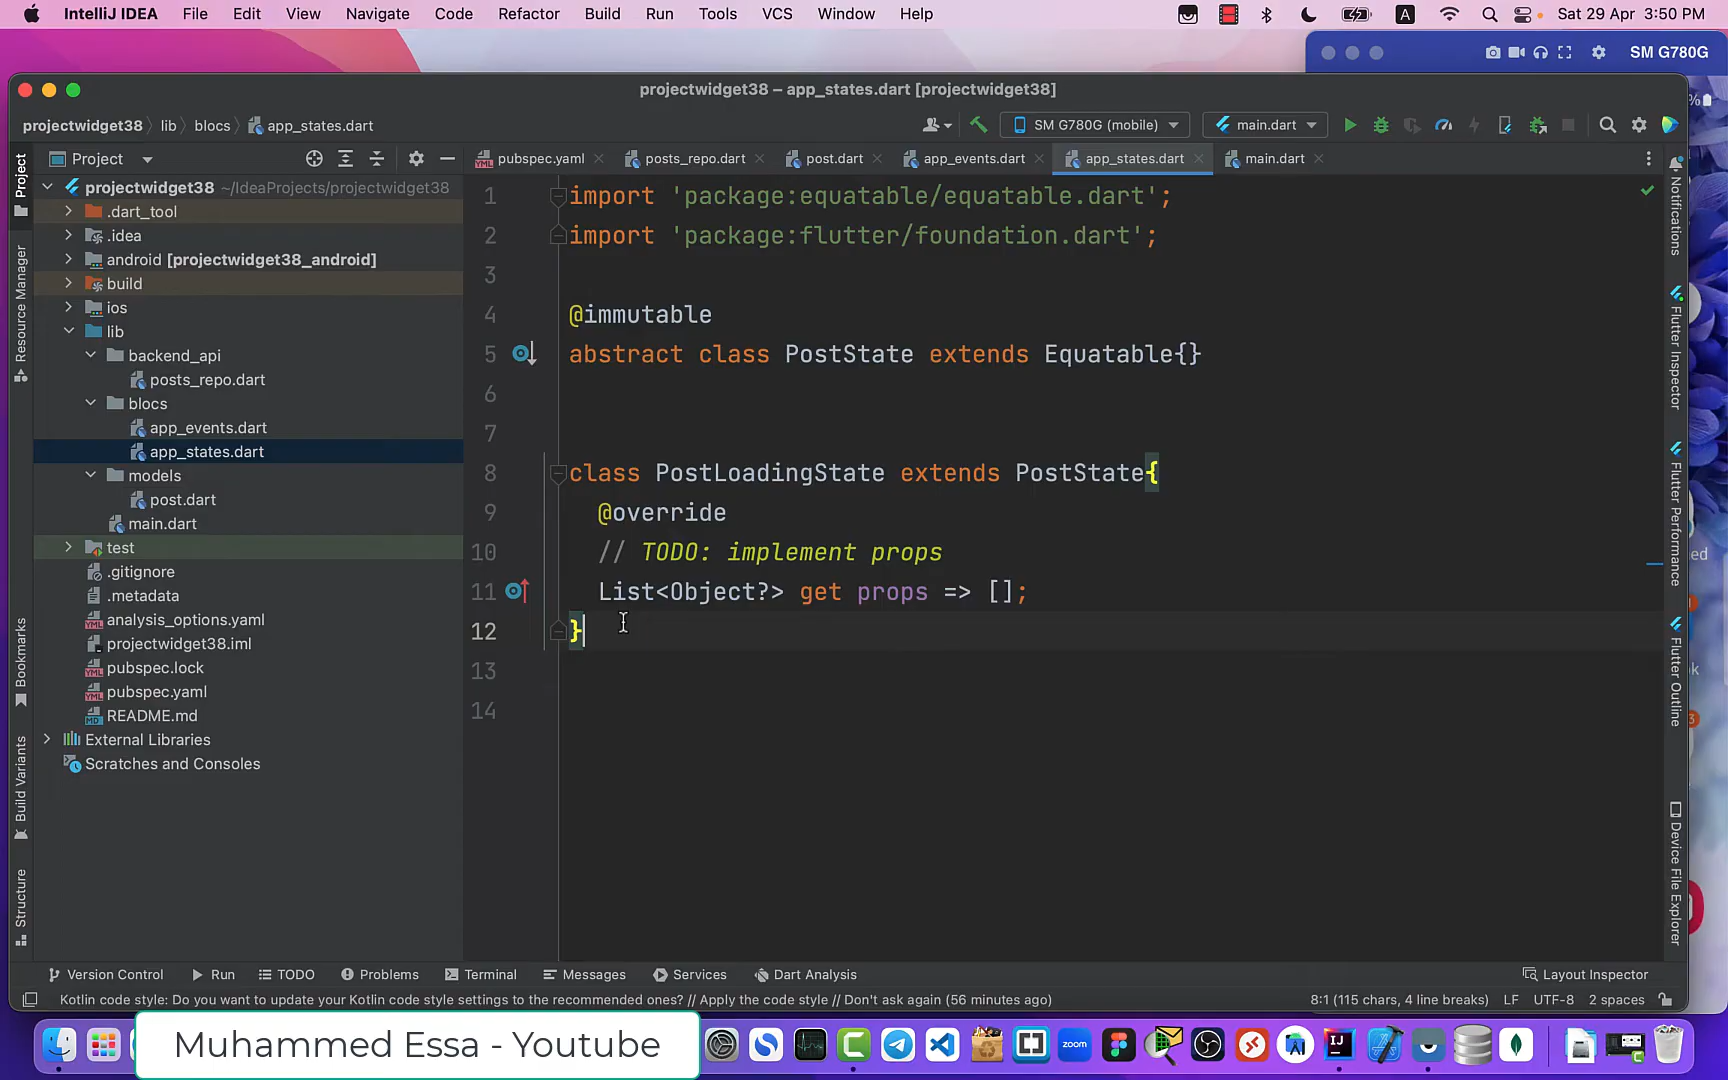 IntelliJ IDEA File Edit View Navigate Code Refactor Build Run Tools VCS Window Help A Sat 29 Apr 3:50 PM
SM G780G
projectwidget38 – app_states.dart [projectwidget38]
projectwidget38 lib blocs app_states.dart SM G780G (mobile) main.dart
Project pubspec.yaml posts_repo.dart post.dart app_events.dart app_states.dart main.dart
projectwidget38 ~/IdeaProjects/projectwidget38
.dart_tool
.idea
android [projectwidget38_android]
build
ios
lib
backend_api
posts_repo.dart
blocs
app_events.dart
app_states.dart
models
post.dart
main.dart
test
.gitignore
.metadata
analysis_options.yaml
projectwidget38.iml
pubspec.lock
pubspec.yaml
README.md
External Libraries
Scratches and Consoles
1 import 'package:equatable/equatable.dart';
2 import 'package:flutter/foundation.dart';
3
4 @immutable
5 abstract class PostState extends Equatable{}
6
7
8 class PostLoadingState extends PostState{
9 @override
10 // TODO: implement props
11 List<Object?> get props => [];
12 }
13
14
Project
Resource Manager
Bookmarks
Build Variants
Structure
Notifications
Flutter Inspector
Flutter Performance
Flutter Outline
Device File Explorer
Version Control Run TODO Problems Terminal Messages Services Dart Analysis Layout Inspector
Kotlin code style: Do you want to update your Kotlin code style settings to the recommended ones? // Apply the code style // Don't ask again (56 minutes ago) 8:1 (115 chars, 4 line breaks) LF UTF-8 2 spaces
Muhammed Essa - Youtube
zoom
IJ